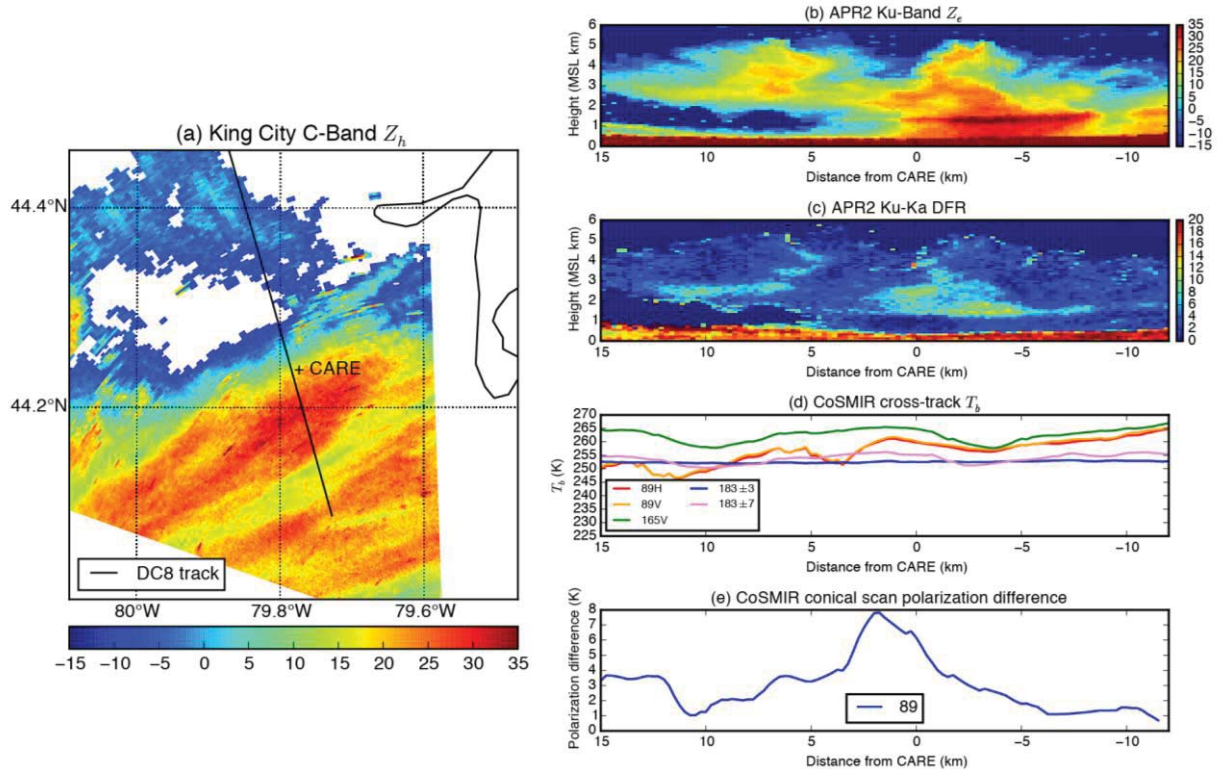 (a) King City C-Band Z_h
44.4°N
44.2°N
+ CARE
DC8 track
80°W 79.8°W 79.6°W
−15 −10 −5 0 5 10 15 20 25 30 35
(b) APR2 Ku-Band Z_e
Height (MSL km)
6
5
4
3
2
1
0
15 10 5 0 −5 −10
Distance from CARE (km)
35
30
25
20
15
10
5
0
−5
−10
−15
(c) APR2 Ku-Ka DFR
Height (MSL km)
6
5
4
3
2
1
0
15 10 5 0 −5 −10
Distance from CARE (km)
20
18
16
14
12
10
8
6
4
2
0
(d) CoSMIR cross-track T_b
T_b (K)
270
265
260
255
250
245
240
235
230
225
89H 183±3
89V 183±7
165V
15 10 5 0 −5 −10
Distance from CARE (km)
(e) CoSMIR conical scan polarization difference
Polarization difference (K)
8
7
6
5
4
3
2
1
0
89
15 10 5 0 −5 −10
Distance from CARE (km)